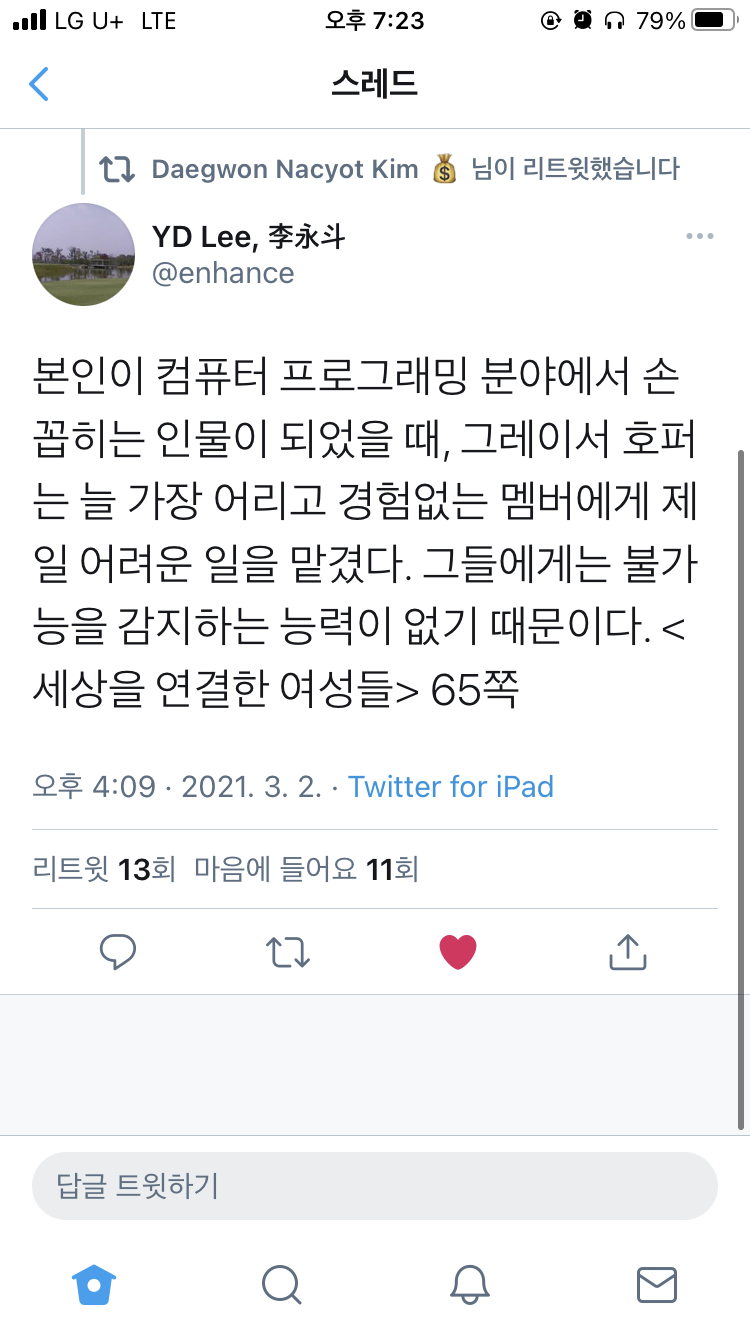 LG U+ LTE 오후 7:23 79%
스레드
Daegwon Nacyot Kim 💰 님이 리트윗했습니다
YD Lee, 李永斗
@enhance
본인이 컴퓨터 프로그래밍 분야에서 손
꼽히는 인물이 되었을 때, 그레이서 호퍼
는 늘 가장 어리고 경험없는 멤버에게 제
일 어려운 일을 맡겼다. 그들에게는 불가
능을 감지하는 능력이 없기 때문이다. <
세상을 연결한 여성들> 65쪽
오후 4:09 · 2021. 3. 2. · Twitter for iPad
리트윗 13회 마음에 들어요 11회
답글 트윗하기